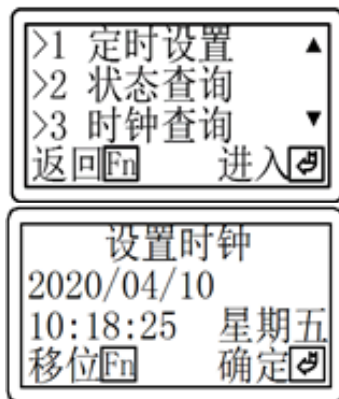 >1 定时设置 ▲
>2 状态查询
>3 时钟查询 ▼
返回Fn 进入⏎
设置时钟
2020/04/10
10:18:25 星期五
移位Fn 确定⏎